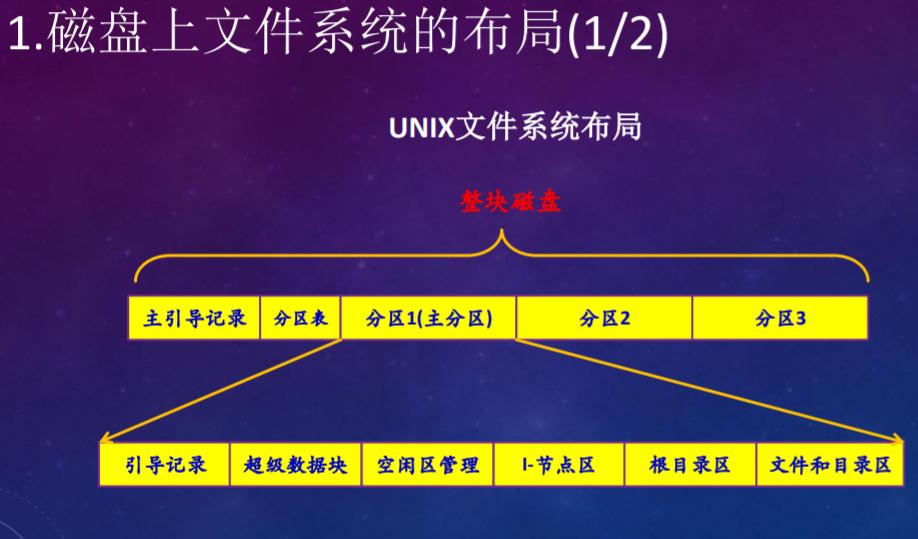 1.磁盘上文件系统的布局(1/2)
UNIX文件系统布局
整块磁盘
主引导记录 分区表 分区1(主分区) 分区2 分区3
引导记录 超级数据块 空闲区管理 I-节点区 根目录区 文件和目录区